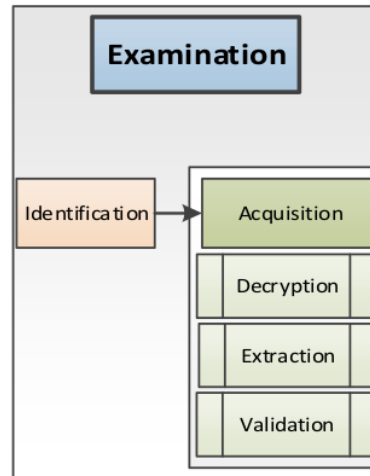 Examination
Identification
Acquisition
Decryption
Extraction
Validation